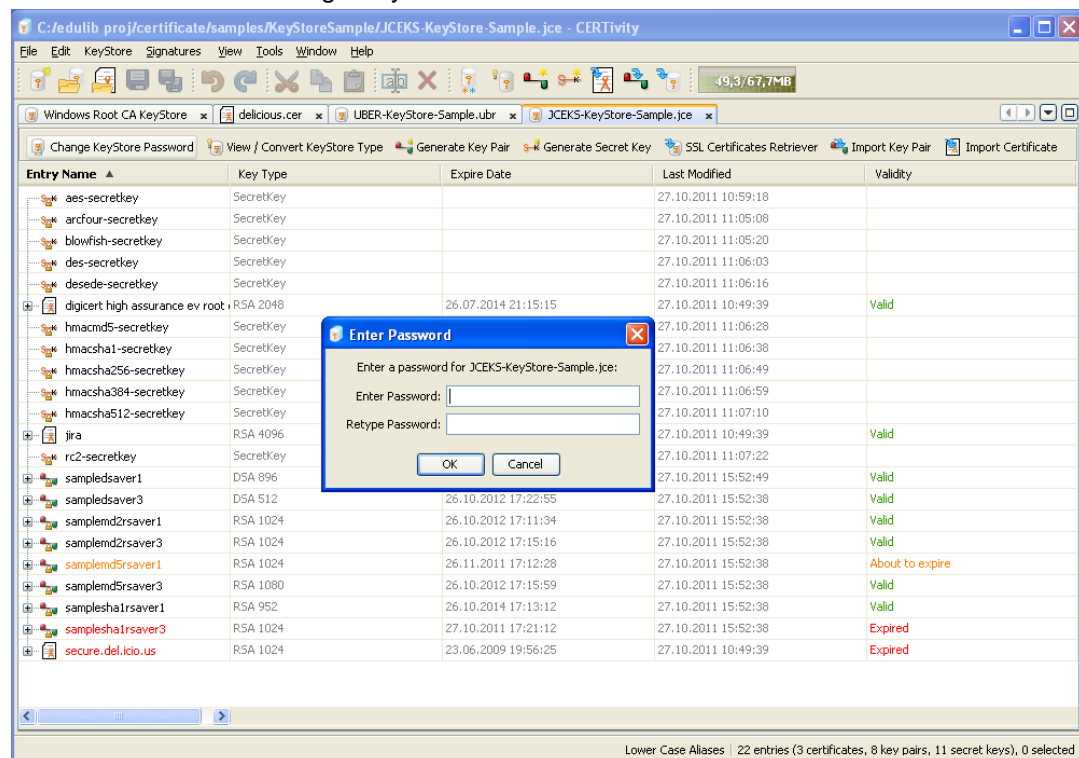 C:/edulib proj/certificate/samples/KeyStoreSample/JCEKS-KeyStore-Sample.jce - CERTivity
File Edit KeyStore Signatures View Tools Window Help
49,3/67,7MB
Windows Root CA KeyStore x delicious.cer x UBER-KeyStore-Sample.ubr x JCEKS-KeyStore-Sample.jce x
Change KeyStore Password View / Convert KeyStore Type Generate Key Pair Generate Secret Key SSL Certificates Retriever Import Key Pair Import Certificate
Entry Name Key Type Expire Date Last Modified Validity
aes-secretkey SecretKey 27.10.2011 10:59:18
arcfour-secretkey SecretKey 27.10.2011 11:05:08
blowfish-secretkey SecretKey 27.10.2011 11:05:20
des-secretkey SecretKey 27.10.2011 11:06:03
desede-secretkey SecretKey 27.10.2011 11:06:16
digicert high assurance ev root RSA 2048 26.07.2014 21:15:15 27.10.2011 10:49:39 Valid
hmacmd5-secretkey SecretKey 27.10.2011 11:06:28
hmacsha1-secretkey SecretKey 27.10.2011 11:06:38
hmacsha256-secretkey SecretKey 27.10.2011 11:06:49
hmacsha384-secretkey SecretKey 27.10.2011 11:06:59
hmacsha512-secretkey SecretKey 27.10.2011 11:07:10
jira RSA 4096 27.10.2011 10:49:39 Valid
rc2-secretkey SecretKey 27.10.2011 11:07:22
sampledsaver1 DSA 896 27.10.2011 15:52:49 Valid
sampledsaver3 DSA 512 26.10.2012 17:22:55 27.10.2011 15:52:38 Valid
samplemd2rsaver1 RSA 1024 26.10.2012 17:11:34 27.10.2011 15:52:38 Valid
samplemd2rsaver3 RSA 1024 26.10.2012 17:15:16 27.10.2011 15:52:38 Valid
samplemd5rsaver1 RSA 1024 26.11.2011 17:12:28 27.10.2011 15:52:38 About to expire
samplemd5rsaver3 RSA 1080 26.10.2012 17:15:59 27.10.2011 15:52:38 Valid
samplesha1rsaver1 RSA 952 26.10.2014 17:13:12 27.10.2011 15:52:38 Valid
samplesha1rsaver3 RSA 1024 27.10.2011 17:21:12 27.10.2011 15:52:38 Expired
secure.del.icio.us RSA 1024 23.06.2009 19:56:25 27.10.2011 10:49:39 Expired
Enter Password
Enter a password for JCEKS-KeyStore-Sample.jce:
Enter Password:
Retype Password:
OK Cancel
Lower Case Aliases 22 entries (3 certificates, 8 key pairs, 11 secret keys), 0 selected